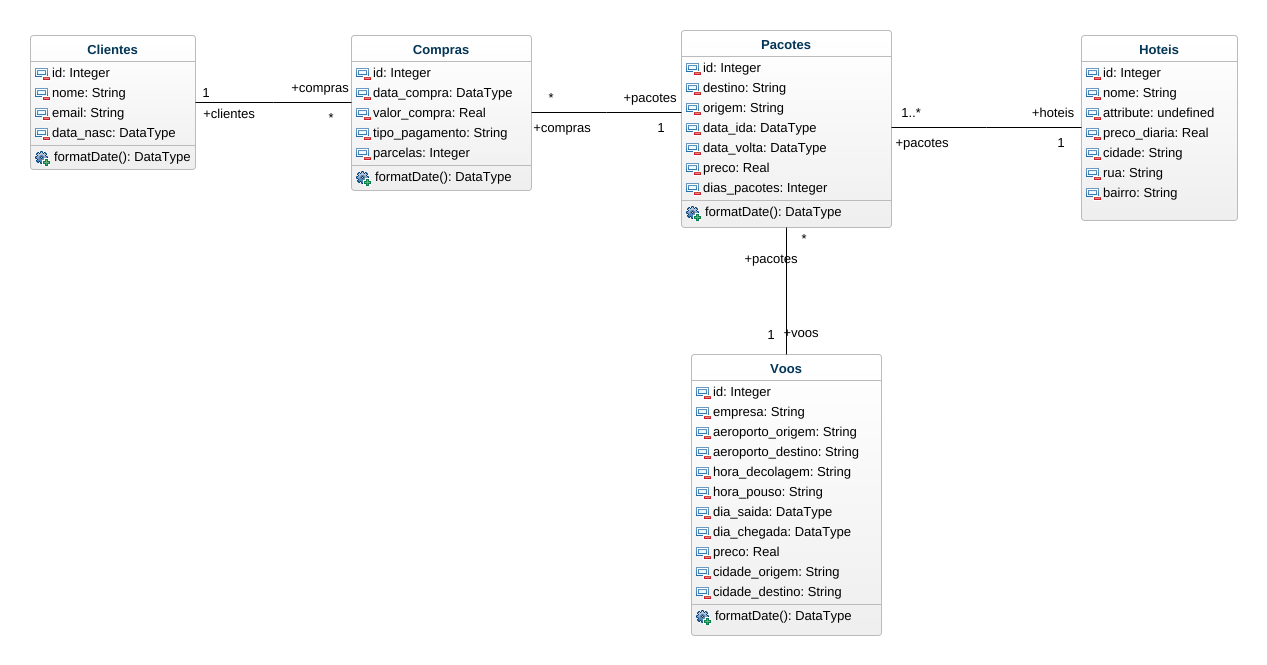 Clientes
id: Integer
nome: String
email: String
data_nasc: DataType
formatDate(): DataType
1
+clientes
+compras
*
Compras
id: Integer
data_compra: DataType
valor_compra: Real
tipo_pagamento: String
parcelas: Integer
formatDate(): DataType
*
+compras
+pacotes
1
Pacotes
id: Integer
destino: String
origem: String
data_ida: DataType
data_volta: DataType
preco: Real
dias_pacotes: Integer
formatDate(): DataType
1..*
+pacotes
+hoteis
1
Hoteis
id: Integer
nome: String
attribute: undefined
preco_diaria: Real
cidade: String
rua: String
bairro: String
*
+pacotes
1
+voos
Voos
id: Integer
empresa: String
aeroporto_origem: String
aeroporto_destino: String
hora_decolagem: String
hora_pouso: String
dia_saida: DataType
dia_chegada: DataType
preco: Real
cidade_origem: String
cidade_destino: String
formatDate(): DataType